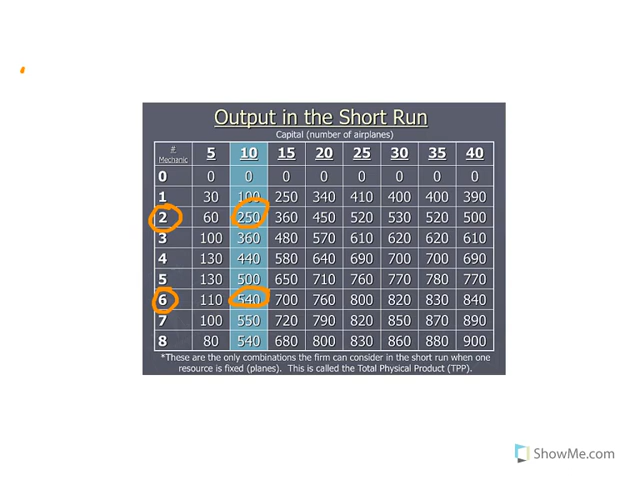 Output in the Short Run
Capital (number of airplanes)
# Mechanic 5 10 15 20 25 30 35 40
0 0 0 0 0 0 0 0 0
1 30 100 250 340 410 400 400 390
2 60 250 360 450 520 530 520 500
3 100 360 480 570 610 620 620 610
4 130 440 580 640 690 700 700 690
5 130 500 650 710 760 770 780 770
6 110 540 700 760 800 820 830 840
7 100 550 720 790 820 850 870 890
8 80 540 680 800 830 860 880 900
*These are the only combinations the firm can consider in the short run when one
resource is fixed (planes). This is called the Total Physical Product (TPP).
ShowMe.com